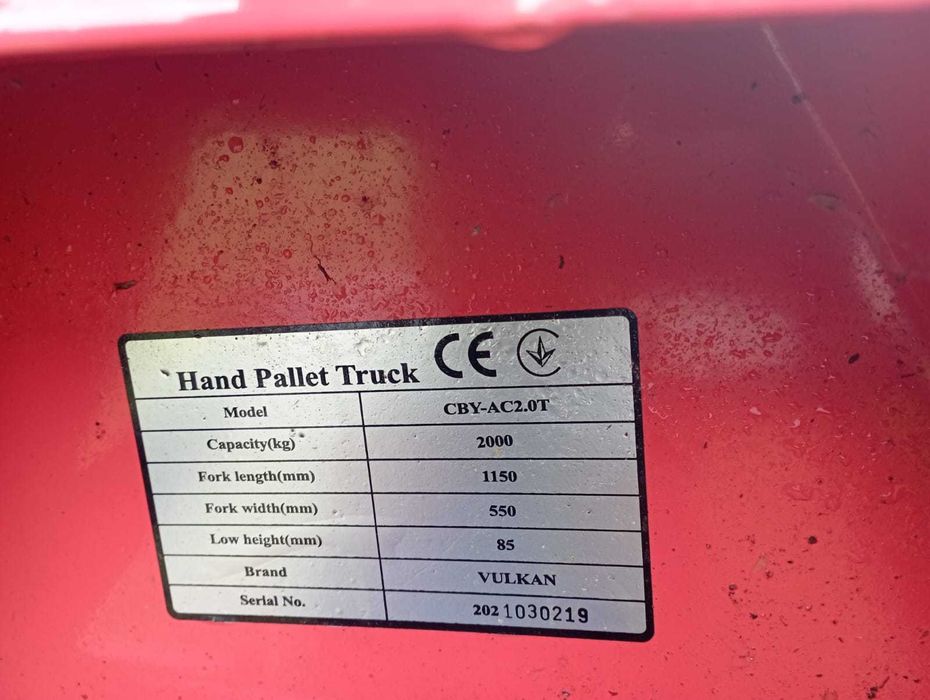 Hand Pallet Truck CE
Model CBY-AC2.0T
Capacity(kg) 2000
Fork length(mm) 1150
Fork width(mm) 550
Low height(mm) 85
Brand VULKAN
Serial No. 2021030219